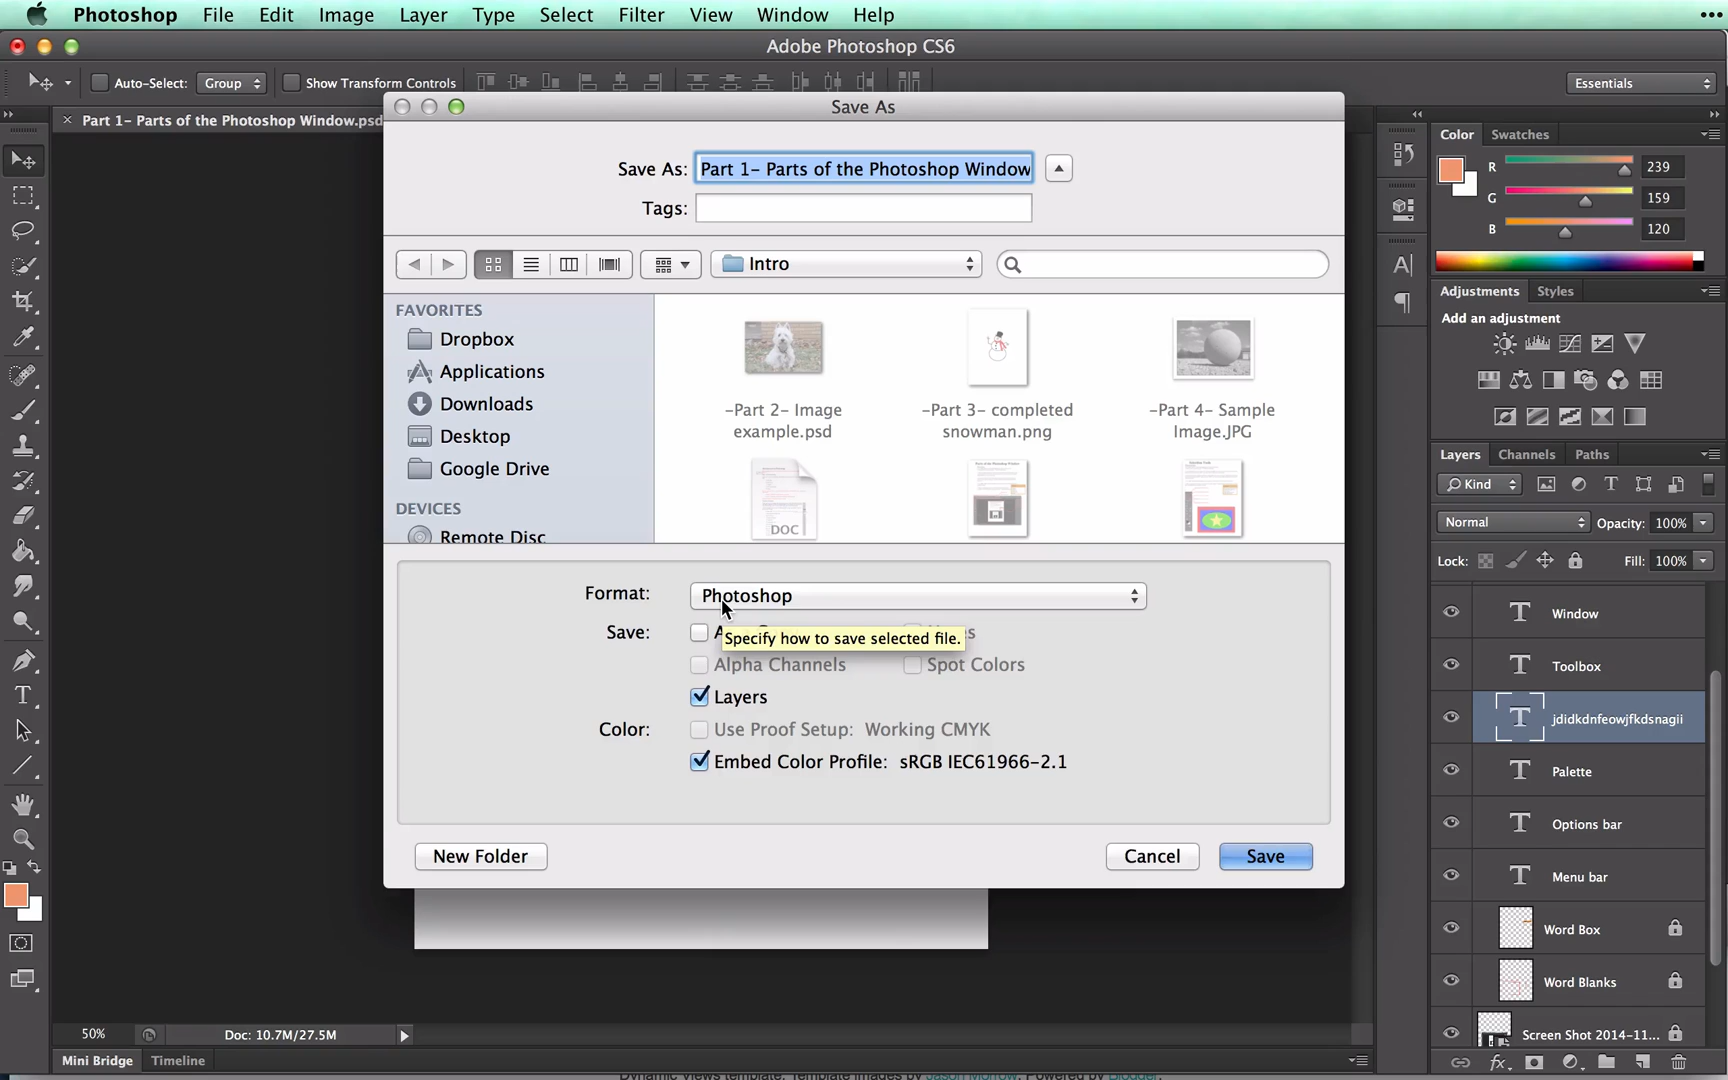 Photoshop File Edit Image Layer Type Select Filter View Window Help
Adobe Photoshop CS6
Auto-Select: Group Show Transform Controls Essentials
× Part 1- Parts of the Photoshop Window.psd
Save As
Save As: Part 1- Parts of the Photoshop Window
Tags:
Intro
FAVORITES
Dropbox
Applications
Downloads
Desktop
Google Drive
DEVICES
Remote Disc
-Part 2- Image
example.psd
-Part 3- completed
snowman.png
-Part 4- Sample
Image.JPG
DOC
Format: Photoshop
Save:
Specify how to save selected file.
Alpha Channels Spot Colors
Layers
Color: Use Proof Setup: Working CMYK
Embed Color Profile: sRGB IEC61966-2.1
New Folder Cancel Save
Color Swatches
R 239
G 159
B 120
Adjustments Styles
Add an adjustment
Layers Channels Paths
Kind
Normal Opacity: 100%
Lock: Fill: 100%
Window
Toolbox
jdidkdnfeowjfkdsnagii
Palette
Options bar
Menu bar
Word Box
Word Blanks
Screen Shot 2014-11...
50% Doc: 10.7M/27.5M
Mini Bridge Timeline